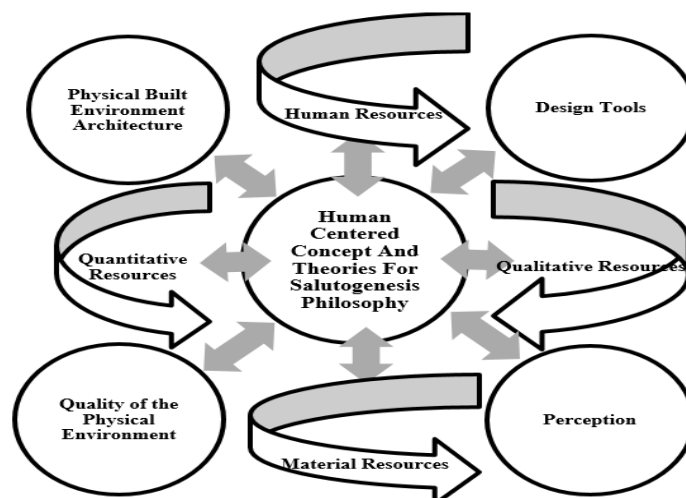 Physical Built
Environment
Architecture
Human Resources
Design Tools
Quantitative
Resources
Human
Centered
Concept And
Theories For
Salutogenesis
Philosophy
Qualitative Resources
Quality of the
Physical
Environment
Material Resources
Perception